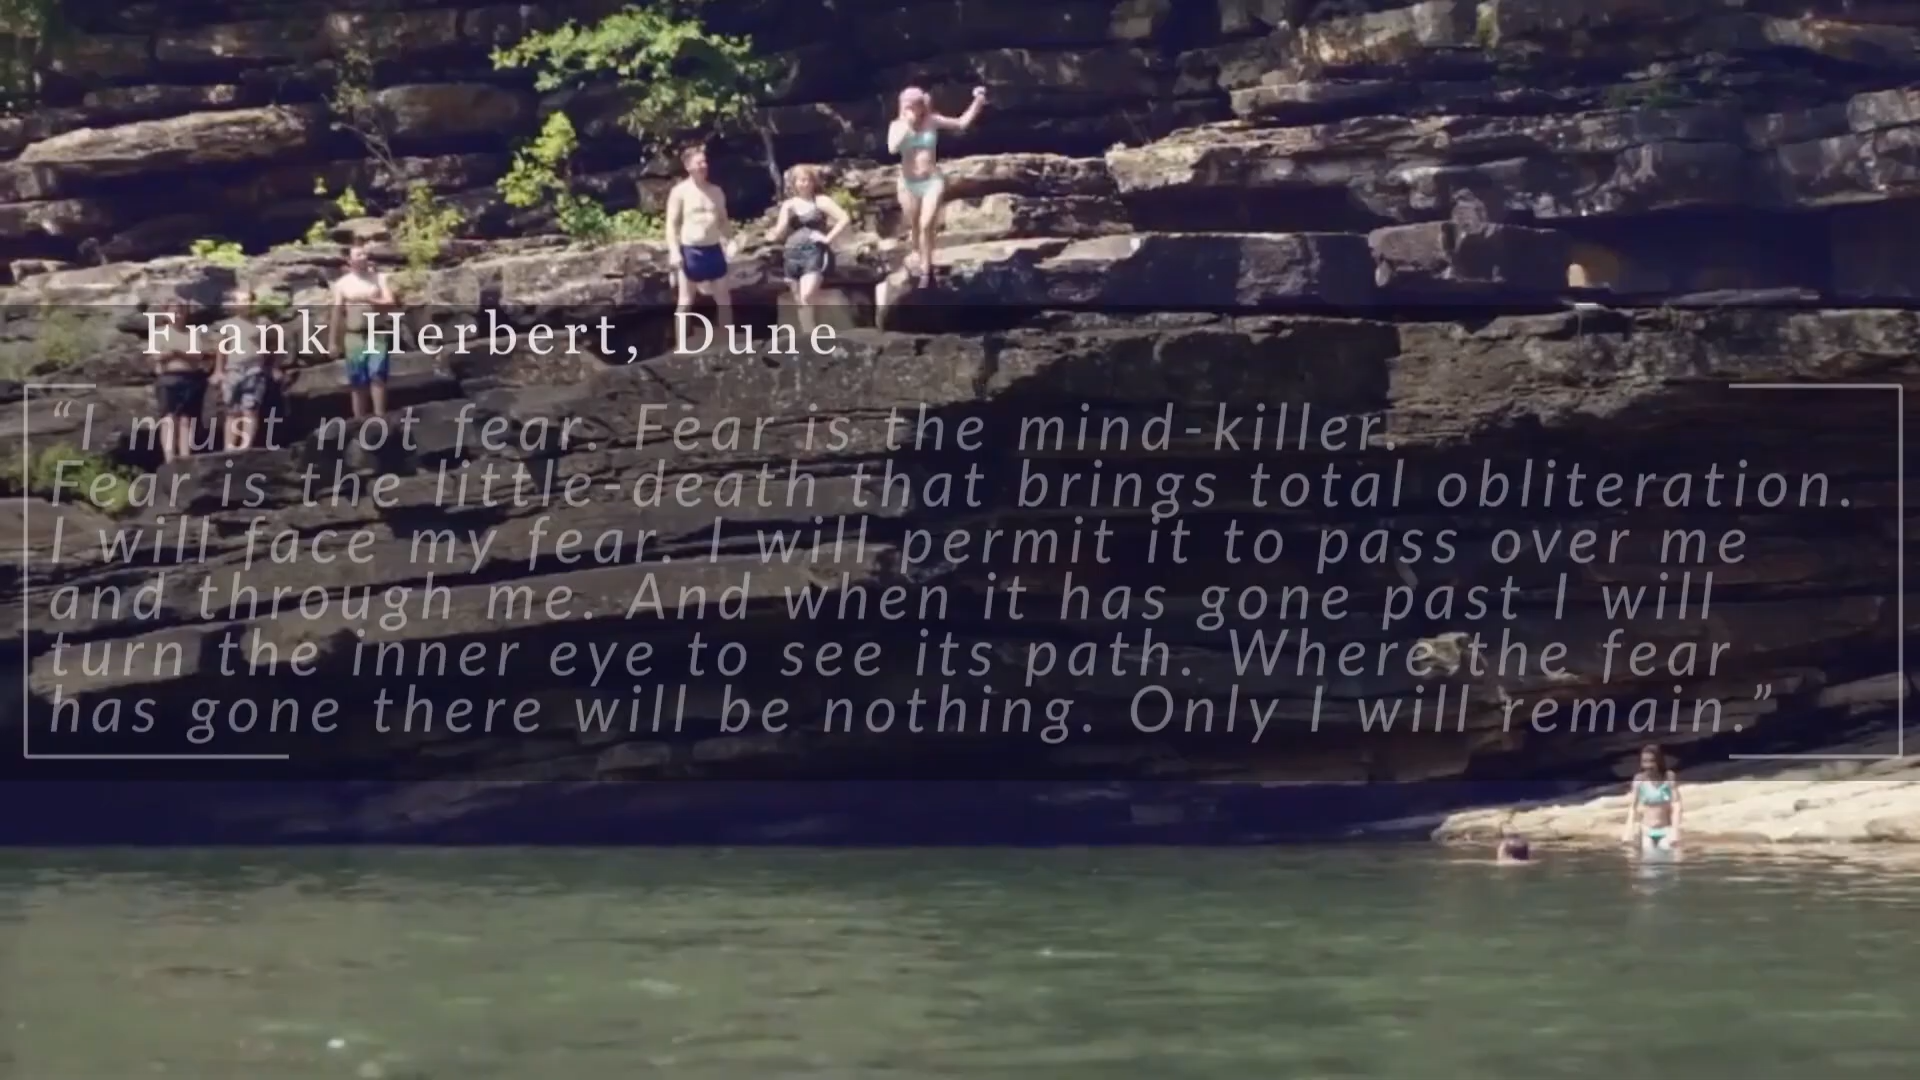 Frank Herbert, Dune
“I must not fear. Fear is the mind-killer.
Fear is the little-death that brings total obliteration.
I will face my fear. I will permit it to pass over me
and through me. And when it has gone past I will
turn the inner eye to see its path. Where the fear
has gone there will be nothing. Only I will remain.”